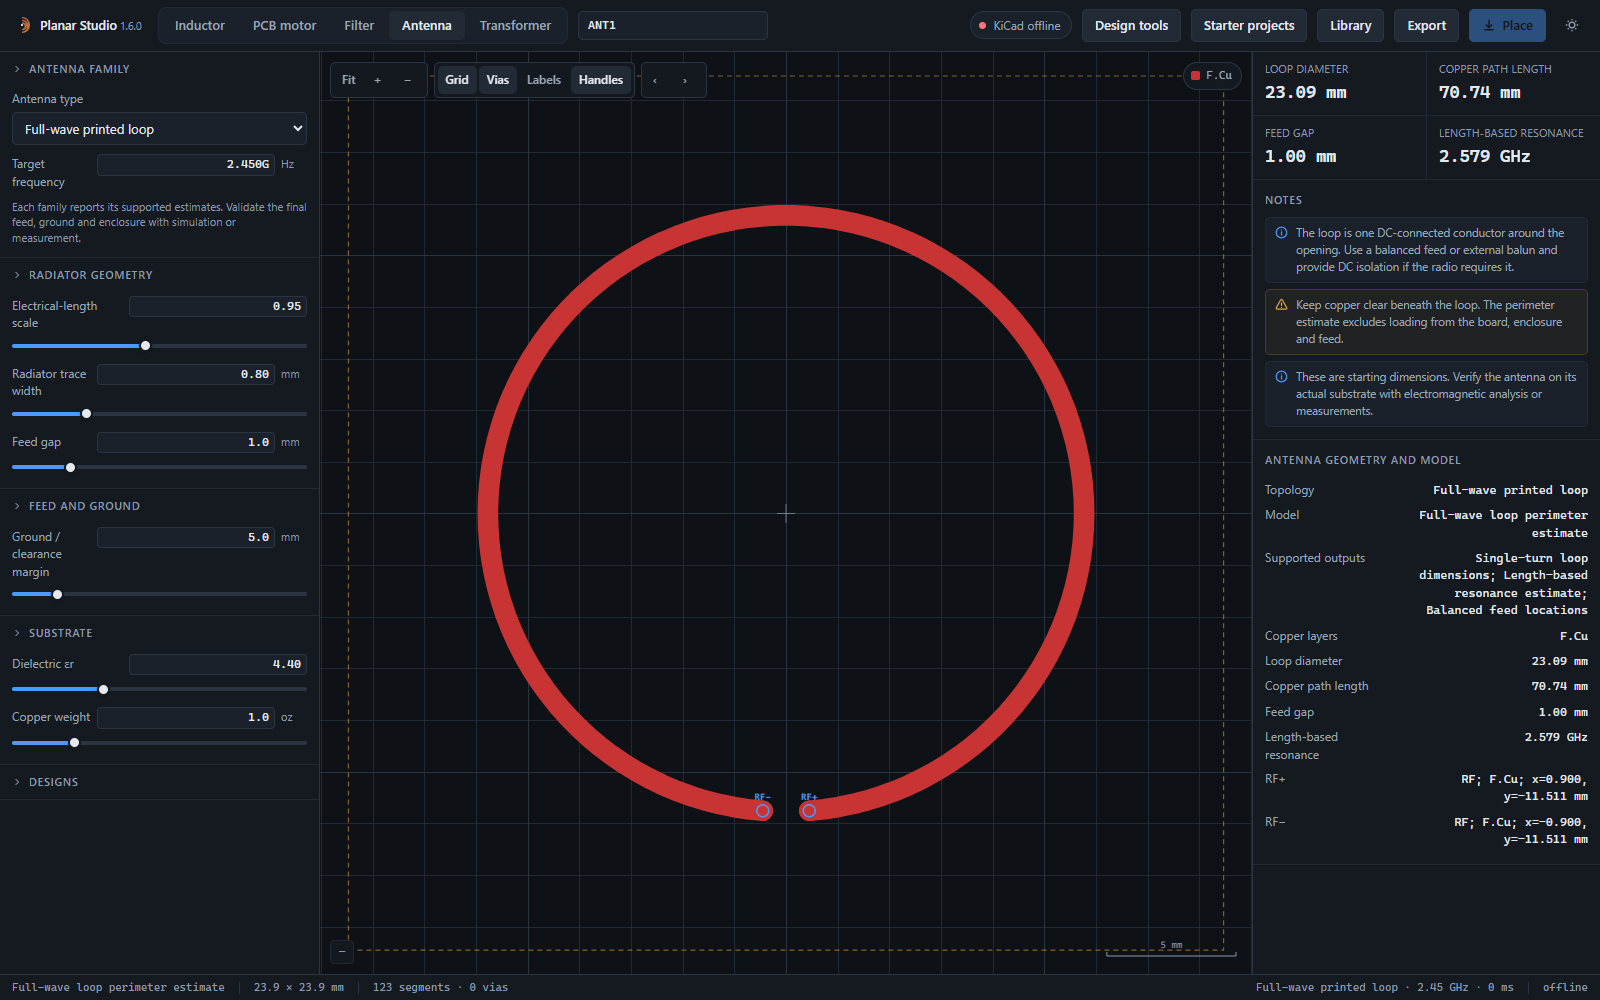 Planar Studio 1.6.0
Inductor
PCB motor
Filter
Antenna
Transformer
ANT1
KiCad offline
Design tools
Starter projects
Library
Export
Place
ANTENNA FAMILY
Antenna type
Full-wave printed loop
Target frequency
2.450G Hz
Each family reports its supported estimates. Validate the final
feed, ground and enclosure with simulation or
measurement.
RADIATOR GEOMETRY
Electrical-length
scale
0.95
Radiator trace
width
0.80 mm
Feed gap
1.0 mm
FEED AND GROUND
Ground /
clearance
margin
5.0 mm
SUBSTRATE
Dielectric εr
4.40
Copper weight
1.0 oz
DESIGNS
Fit + −
Grid Vias Labels Handles
‹ ›
F.Cu
RF−
RF+
5 mm
−
LOOP DIAMETER
23.09 mm
COPPER PATH LENGTH
70.74 mm
FEED GAP
1.00 mm
LENGTH-BASED RESONANCE
2.579 GHz
NOTES
The loop is one DC-connected conductor around the
opening. Use a balanced feed or external balun and
provide DC isolation if the radio requires it.
Keep copper clear beneath the loop. The perimeter
estimate excludes loading from the board, enclosure
and feed.
These are starting dimensions. Verify the antenna on its
actual substrate with electromagnetic analysis or
measurements.
ANTENNA GEOMETRY AND MODEL
Topology
Full-wave printed loop
Model
Full-wave loop perimeter
estimate
Supported outputs
Single-turn loop
dimensions; Length-based
resonance estimate;
Balanced feed locations
Copper layers
F.Cu
Loop diameter
23.09 mm
Copper path length
70.74 mm
Feed gap
1.00 mm
Length-based
resonance
2.579 GHz
RF+
RF; F.Cu; x=0.900,
y=−11.511 mm
RF−
RF; F.Cu; x=−0.900,
y=−11.511 mm
Full-wave loop perimeter estimate
23.9 × 23.9 mm
123 segments · 0 vias
Full-wave printed loop · 2.45 GHz · 0 ms
offline